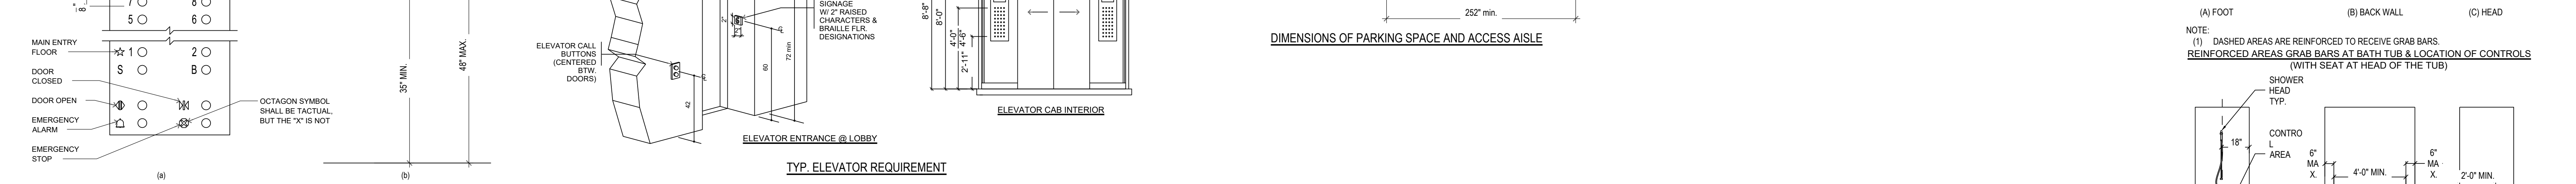 7 8
8"
5 6
MAIN ENTRY
FLOOR
1 2
S B
DOOR
CLOSED
DOOR OPEN
EMERGENCY
ALARM
EMERGENCY
STOP
OCTAGON SYMBOL
SHALL BE TACTUAL,
BUT THE "X" IS NOT
(a)
35" MIN.
48" MAX.
(b)
ELEVATOR CALL
BUTTONS
(CENTERED
BTW.
DOORS)
42
2"
2"
SIGNAGE
W/ 2" RAISED
CHARACTERS &
BRAILLE FLR.
DESIGNATIONS
60
72 min
ELEVATOR ENTRANCE @ LOBBY
TYP. ELEVATOR REQUIREMENT
8'-8"
8'-0"
4'-0"
4'-6"
2'-11"
ELEVATOR CAB INTERIOR
252" min.
DIMENSIONS OF PARKING SPACE AND ACCESS AISLE
(A) FOOT (B) BACK WALL (C) HEAD
NOTE:
(1) DASHED AREAS ARE REINFORCED TO RECEIVE GRAB BARS.
REINFORCED AREAS GRAB BARS AT BATH TUB & LOCATION OF CONTROLS
(WITH SEAT AT HEAD OF THE TUB)
SHOWER
HEAD
TYP.
CONTRO
L
AREA
18"
6"
MA
X.
4'-0" MIN.
6"
MA
X.
2'-0" MIN.